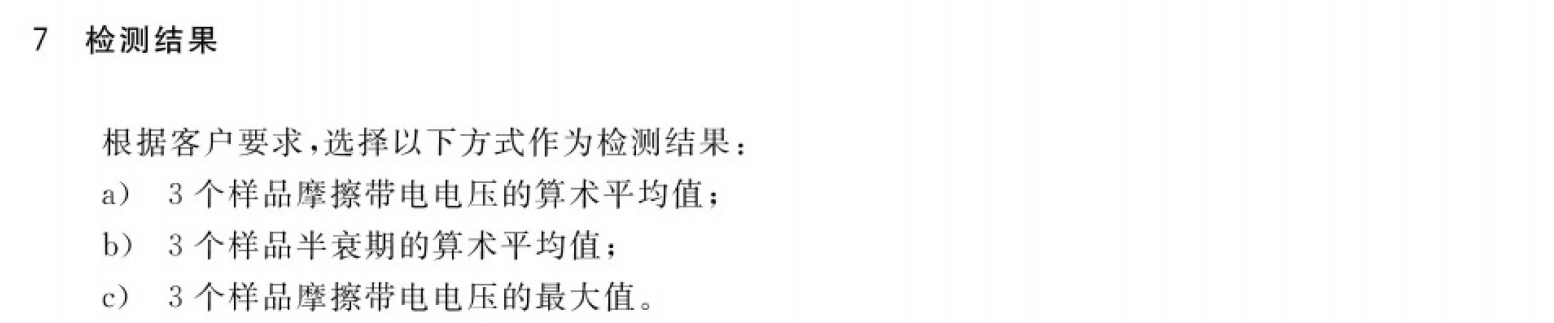 7 检测结果
根据客户要求,选择以下方式作为检测结果:
a) 3个样品摩擦带电电压的算术平均值;
b) 3个样品半衰期的算术平均值;
c) 3个样品摩擦带电电压的最大值。